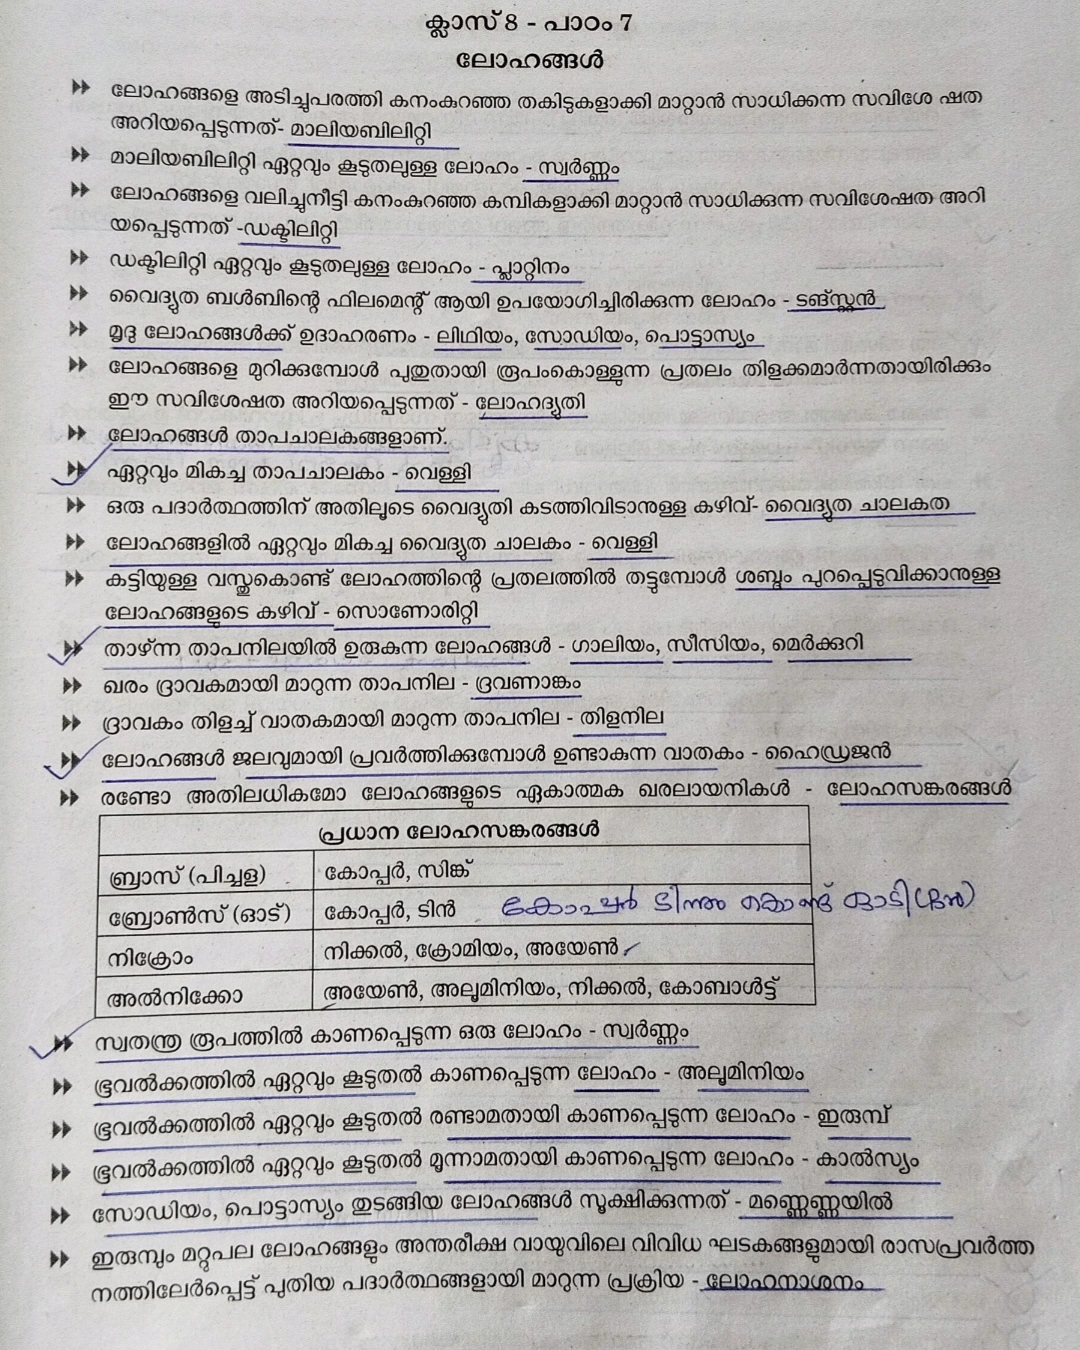 ക്ലാസ് 8 - പാഠം 7
ലോഹങ്ങൾ
ലോഹങ്ങളെ അടിച്ചുപരത്തി കനംകുറഞ്ഞ തകിടുകളാക്കി മാറ്റാൻ സാധിക്കന്ന സവിശേ ഷത
അറിയപ്പെടുന്നത്- മാലിയബിലിറ്റി
മാലിയബിലിറ്റി ഏറ്റവും കൂടുതലുള്ള ലോഹം - സ്വർണ്ണം
ലോഹങ്ങളെ വലിച്ചുനീട്ടി കനംകുറഞ്ഞ കമ്പികളാക്കി മാറ്റാൻ സാധിക്കുന്ന സവിശേഷത അറി
യപ്പെടുന്നത് -ഡക്ടിലിറ്റി
ഡക്ടിലിറ്റി ഏറ്റവും കൂടുതലുള്ള ലോഹം - പ്ലാറ്റിനം
വൈദ്യുത ബൾബിന്റെ ഫിലമെന്റ് ആയി ഉപയോഗിച്ചിരിക്കുന്ന ലോഹം - ടങ്സ്റ്റൻ
മൃദു ലോഹങ്ങൾക്ക് ഉദാഹരണം - ലിഥിയം, സോഡിയം, പൊട്ടാസ്യം
ലോഹങ്ങളെ മുറിക്കുമ്പോൾ പുതുതായി രൂപംകൊള്ളുന്ന പ്രതലം തിളക്കമാർന്നതായിരിക്കും
ഈ സവിശേഷത അറിയപ്പെടുന്നത് - ലോഹദ്യുതി
ലോഹങ്ങൾ താപചാലകങ്ങളാണ്.
ഏറ്റവും മികച്ച താപചാലകം - വെള്ളി
ഒരു പദാർത്ഥത്തിന് അതിലൂടെ വൈദ്യുതി കടത്തിവിടാനുള്ള കഴിവ്- വൈദ്യുത ചാലകത
ലോഹങ്ങളിൽ ഏറ്റവും മികച്ച വൈദ്യുത ചാലകം - വെള്ളി
കട്ടിയുള്ള വസ്തുകൊണ്ട് ലോഹത്തിന്റെ പ്രതലത്തിൽ തട്ടുമ്പോൾ ശബ്ദം പുറപ്പെടുവിക്കാനുള്ള
ലോഹങ്ങളുടെ കഴിവ് - സൊണോരിറ്റി
താഴ്ന്ന താപനിലയിൽ ഉരുകുന്ന ലോഹങ്ങൾ - ഗാലിയം, സീസിയം, മെർക്കുറി
ഖരം ദ്രാവകമായി മാറുന്ന താപനില - ദ്രവണാങ്കം
ദ്രാവകം തിളച്ച് വാതകമായി മാറുന്ന താപനില - തിളനില
ലോഹങ്ങൾ ജലവുമായി പ്രവർത്തിക്കുമ്പോൾ ഉണ്ടാകുന്ന വാതകം - ഹൈഡ്രജൻ
രണ്ടോ അതിലധികമോ ലോഹങ്ങളുടെ ഏകാത്മക ഖരലായനികൾ - ലോഹസങ്കരങ്ങൾ
പ്രധാന ലോഹസങ്കരങ്ങൾ
ബ്രാസ് (പിച്ചള) കോപ്പർ, സിങ്ക്
ബ്രോൺസ് (ഓട്) കോപ്പർ, ടിൻ കോപ്പർ ടിന്നും കൊണ്ട് ഓടി
നിക്രോം നിക്കൽ, ക്രോമിയം, അയേൺ
അൽനിക്കോ അയേൺ, അലൂമിനിയം, നിക്കൽ, കോബാൾട്ട്
സ്വതന്ത്ര രൂപത്തിൽ കാണപ്പെടുന്ന ഒരു ലോഹം - സ്വർണ്ണം
ഭൂവൽക്കത്തിൽ ഏറ്റവും കൂടുതൽ കാണപ്പെടുന്ന ലോഹം - അലൂമിനിയം
ഭൂവൽക്കത്തിൽ ഏറ്റവും കൂടുതൽ രണ്ടാമതായി കാണപ്പെടുന്ന ലോഹം - ഇരുമ്പ്
ഭൂവൽക്കത്തിൽ ഏറ്റവും കൂടുതൽ മൂന്നാമതായി കാണപ്പെടുന്ന ലോഹം - കാൽസ്യം
സോഡിയം, പൊട്ടാസ്യം തുടങ്ങിയ ലോഹങ്ങൾ സൂക്ഷിക്കുന്നത് - മണ്ണെണ്ണയിൽ
ഇരുമ്പും മറ്റുപല ലോഹങ്ങളും അന്തരീക്ഷ വായുവിലെ വിവിധ ഘടകങ്ങളുമായി രാസപ്രവർത്ത
നത്തിലേർപ്പെട്ട് പുതിയ പദാർത്ഥങ്ങളായി മാറുന്ന പ്രക്രിയ - ലോഹനാശനം